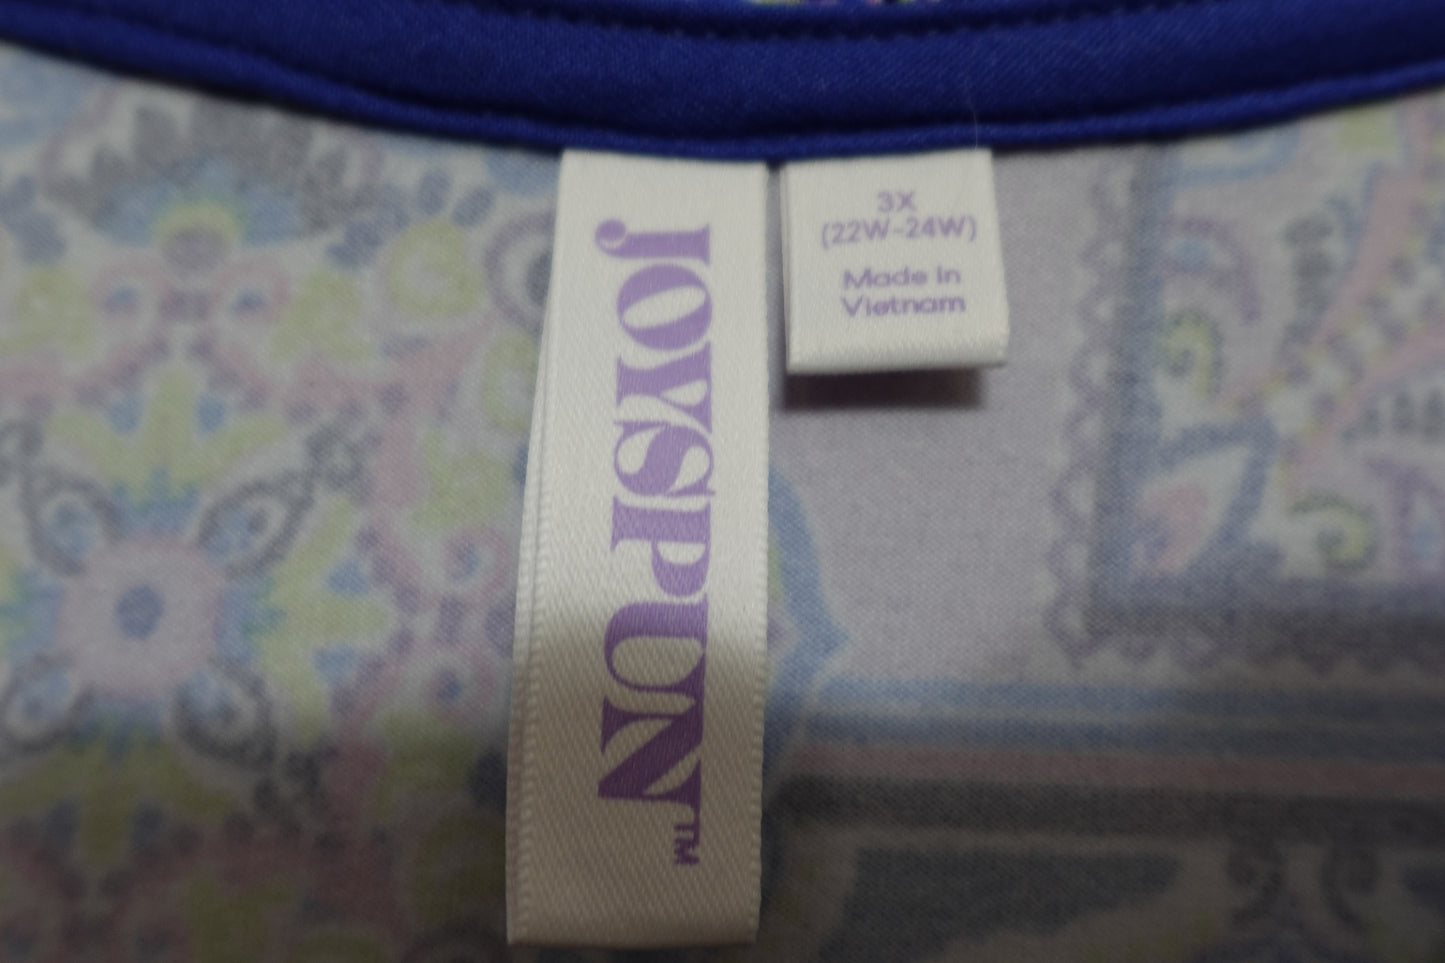 JOYSPUN™
3X
(22W-24W)
Made in
Vietnam